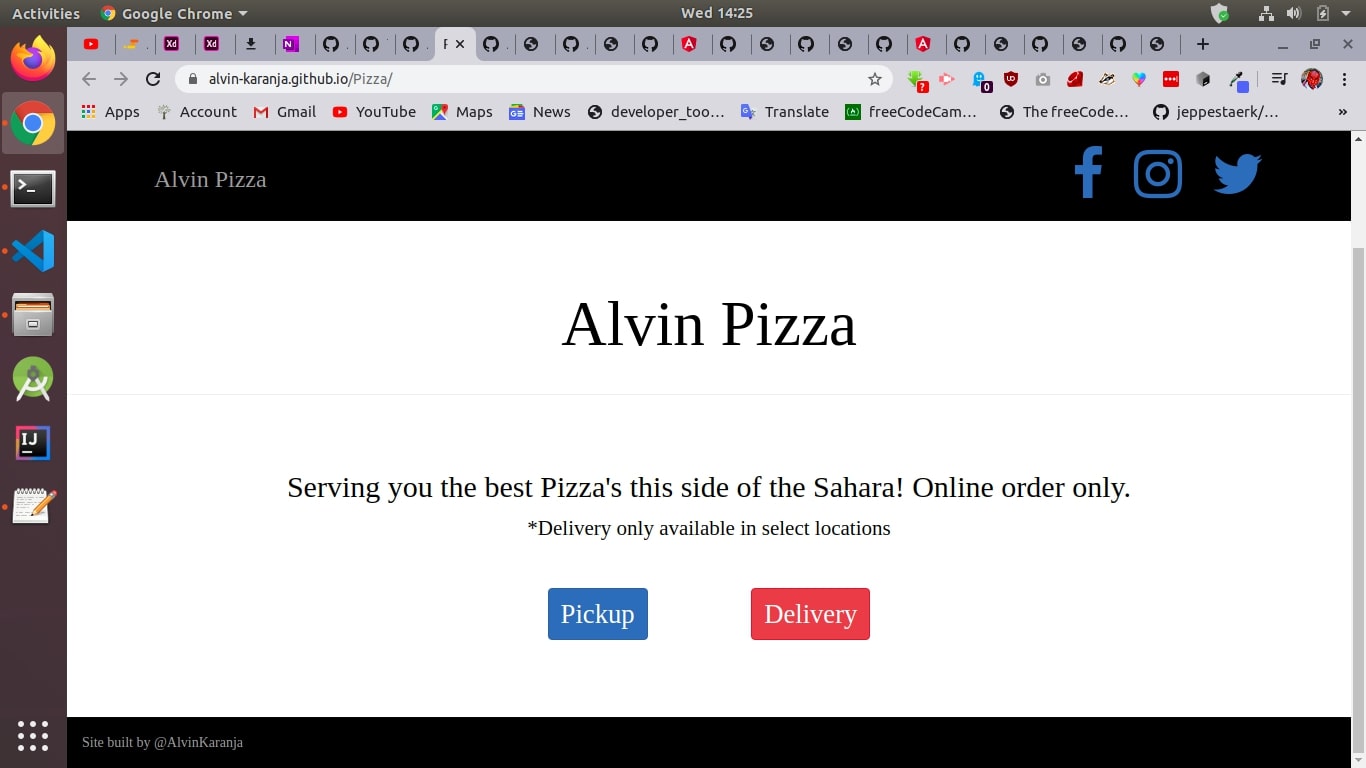 Activities Google Chrome Wed 14:25
alvin-karanja.github.io/Pizza/
Apps Account Gmail YouTube Maps News developer_too… Translate freeCodeCam… The freeCode… jeppestaerk/… »
Alvin Pizza
Alvin Pizza
Serving you the best Pizza's this side of the Sahara! Online order only.
*Delivery only available in select locations
Pickup Delivery
Site built by @AlvinKaranja